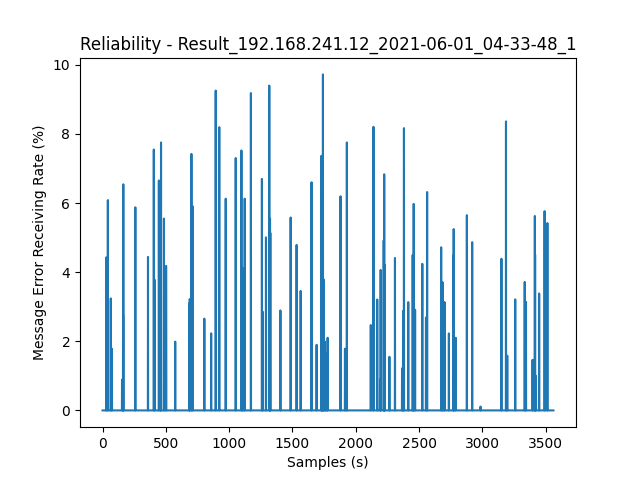 Reliability - Result_192.168.241.12_2021-06-01_04-33-48_1
Message Error Receiving Rate (%)
10
8
6
4
2
0
0 500 1000 1500 2000 2500 3000 3500
Samples (s)